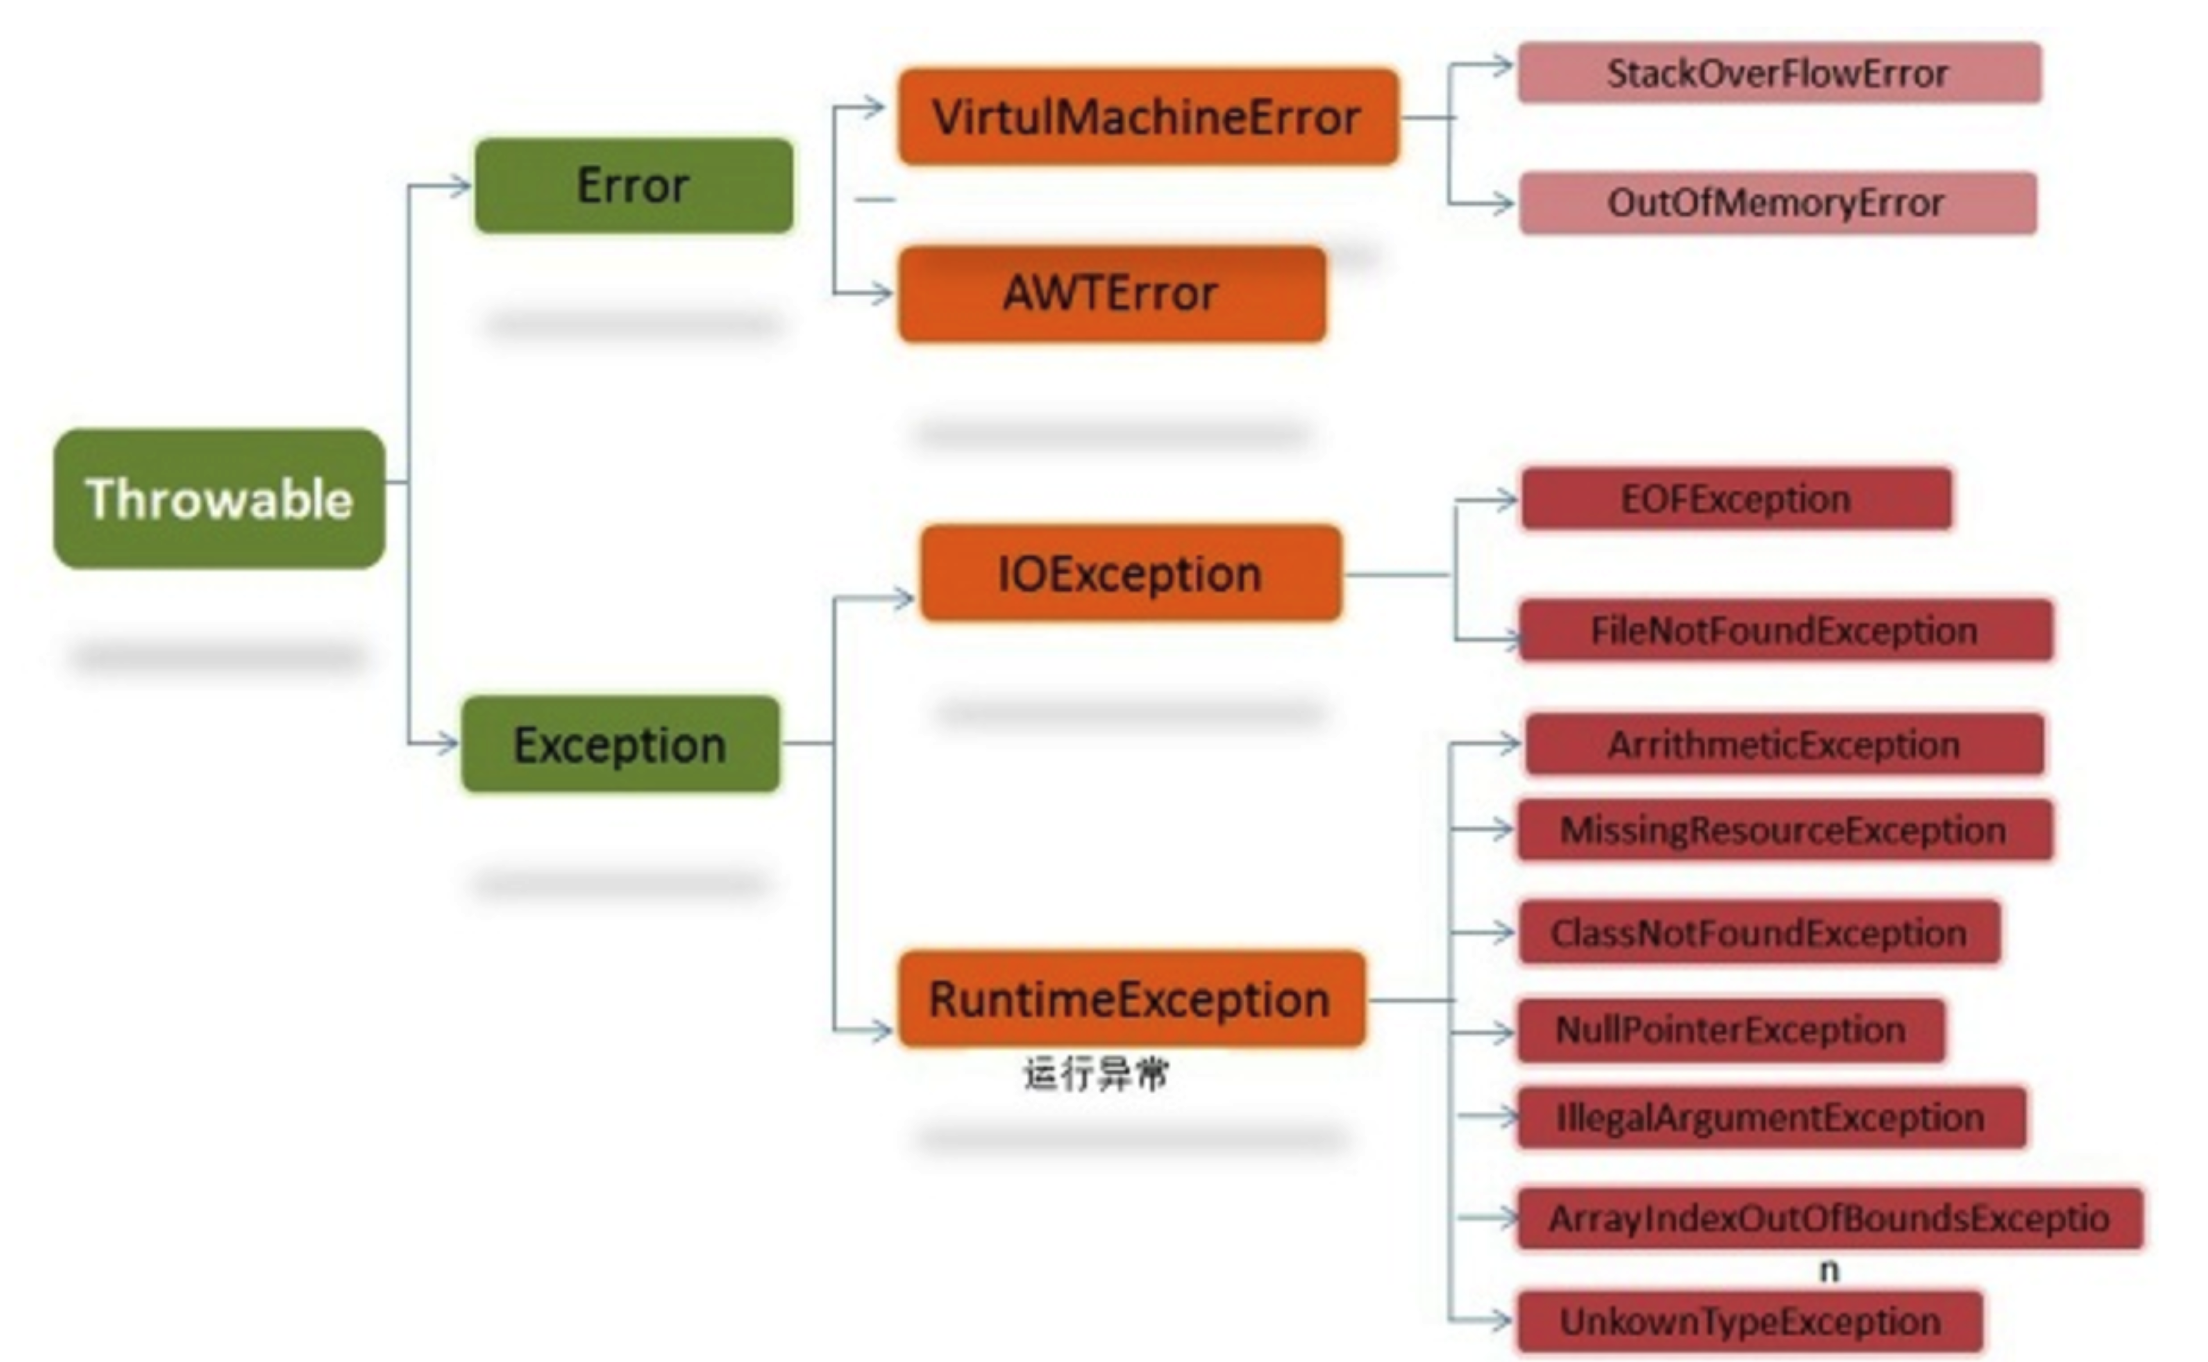 StackOverFlowError
VirtulMachineError
Error
OutOfMemoryError
AWTError
Throwable
EOFException
IOException
FileNotFoundException
Exception
ArrithmeticException
MissingResourceException
ClassNotFoundException
RuntimeException
运行异常
NullPointerException
IllegalArgumentException
ArrayIndexOutOfBoundsExceptio
n
UnkownTypeException